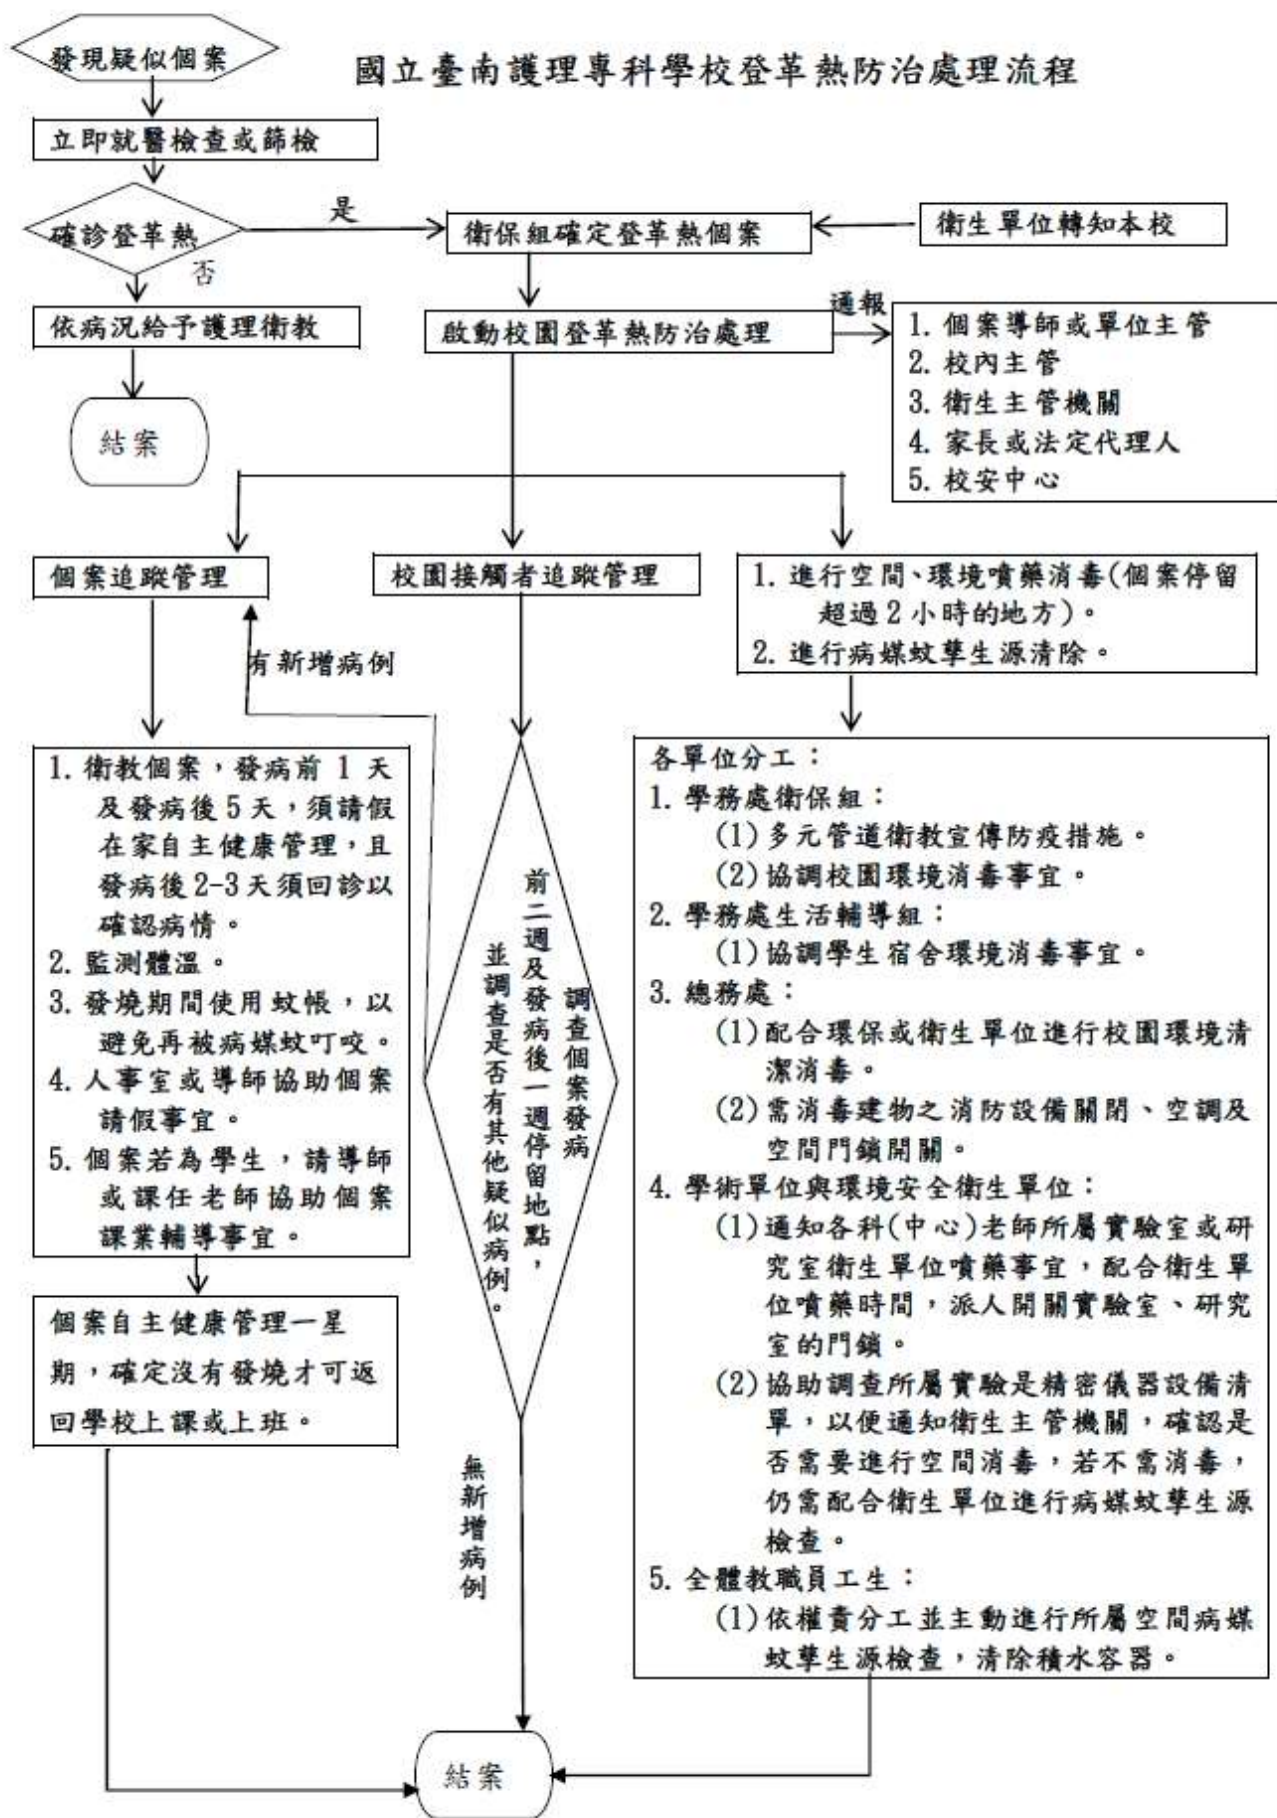 發現疑似個案
國立臺南護理專科學校登革熱防治處理流程
立即就醫檢查或篩檢
確診登革熱
是
衛保組確定登革熱個案
衛生單位轉知本校
否
依病況給予護理衛教
啟動校園登革熱防治處理
通報
1. 個案導師或單位主管
2. 校內主管
3. 衛生主管機關
4. 家長或法定代理人
5. 校安中心
結案
個案追蹤管理
校園接觸者追蹤管理
1. 進行空間、環境噴藥消毒(個案停留
超過2小時的地方)。
2. 進行病媒蚊孳生源清除。
有新增病例
1. 衛教個案，發病前 1 天
及發病後5天，須請假
在家自主健康管理，且
發病後2-3天須回診以
確認病情。
2. 監測體溫。
3. 發燒期間使用蚊帳，以
避免再被病媒蚊叮咬。
4. 人事室或導師協助個案
請假事宜。
5. 個案若為學生，請導師
或課任老師協助個案
課業輔導事宜。
個案自主健康管理一星
期，確定沒有發燒才可返
回學校上課或上班。
調查個案發病
前二週及發病後一週停留地點，
並調查是否有其他疑似病例。
無新增病例
各單位分工：
1. 學務處衛保組：
(1)多元管道衛教宣傳防疫措施。
(2)協調校園環境消毒事宜。
2. 學務處生活輔導組：
(1)協調學生宿舍環境消毒事宜。
3. 總務處：
(1)配合環保或衛生單位進行校園環境清
潔消毒。
(2)需消毒建物之消防設備關閉、空調及
空間門鎖開關。
4. 學術單位與環境安全衛生單位：
(1)通知各科(中心)老師所屬實驗室或研
究室衛生單位噴藥事宜，配合衛生單
位噴藥時間，派人開關實驗室、研究
室的門鎖。
(2)協助調查所屬實驗是精密儀器設備清
單，以便通知衛生主管機關，確認是
否需要進行空間消毒，若不需消毒，
仍需配合衛生單位進行病媒蚊孳生源
檢查。
5. 全體教職員工生：
(1)依權責分工並主動進行所屬空間病媒
蚊孳生源檢查，清除積水容器。
結案